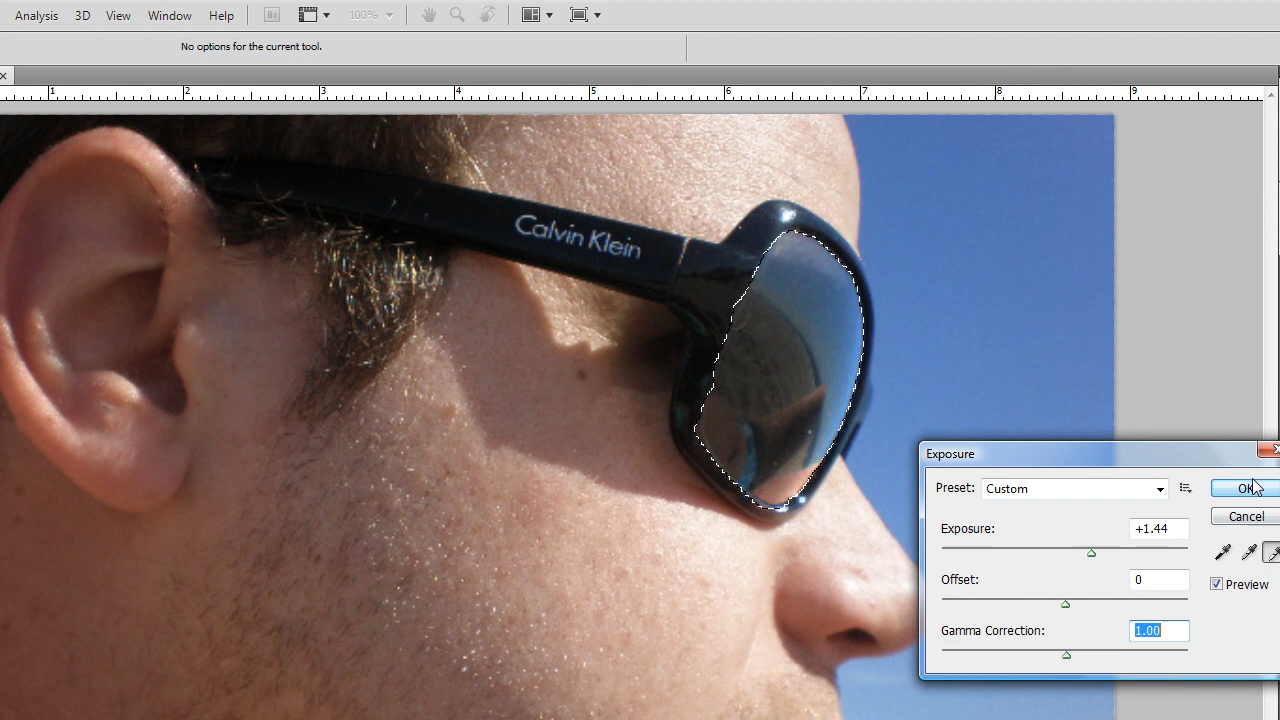 Analysis 3D View Window Help Br 100%
No options for the current tool.
1 2 3 4 5 6 7 8 9
Calvin Klein
Exposure
Preset: Custom OK
Cancel
Exposure: +1.44
Offset: 0
Preview
Gamma Correction: 1.00